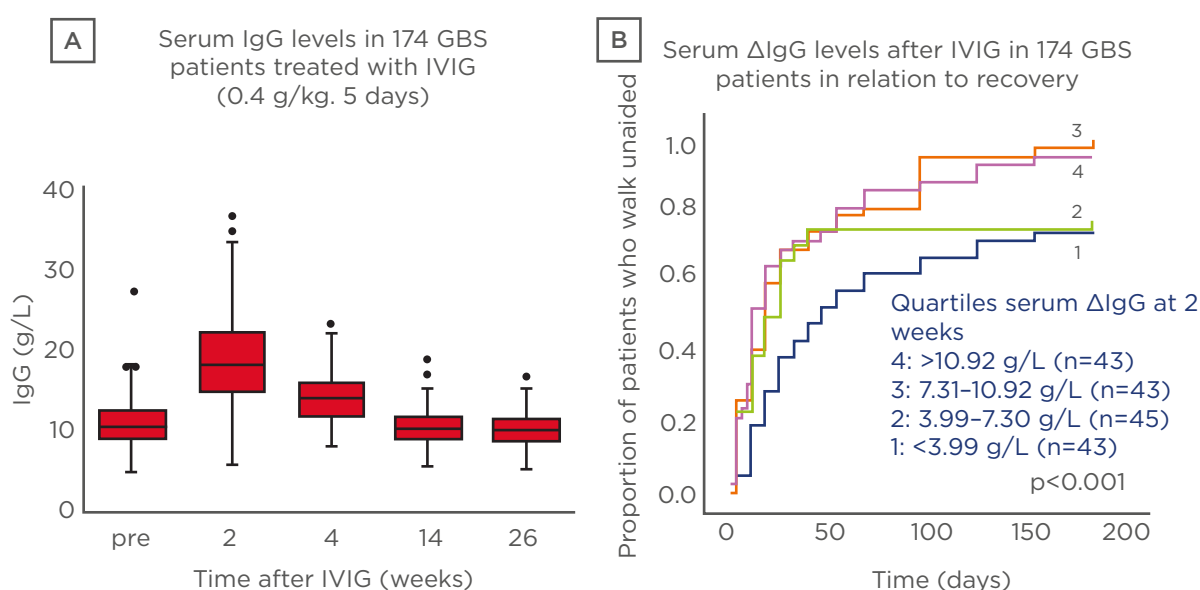 A
Serum IgG levels in 174 GBS
patients treated with IVIG
(0.4 g/kg. 5 days)
IgG (g/L)
40
30
20
10
0
pre
2
4
14
26
Time after IVIG (weeks)
B
Serum ΔIgG levels after IVIG in 174 GBS
patients in relation to recovery
Proportion of patients who walk unaided
1.0
0.8
0.6
0.4
0.2
0.0
3
4
2
1
Quartiles serum ΔIgG at 2
weeks
4: >10.92 g/L (n=43)
3: 7.31–10.92 g/L (n=43)
2: 3.99–7.30 g/L (n=45)
1: <3.99 g/L (n=43)
p<0.001
0
50
100
150
200
Time (days)